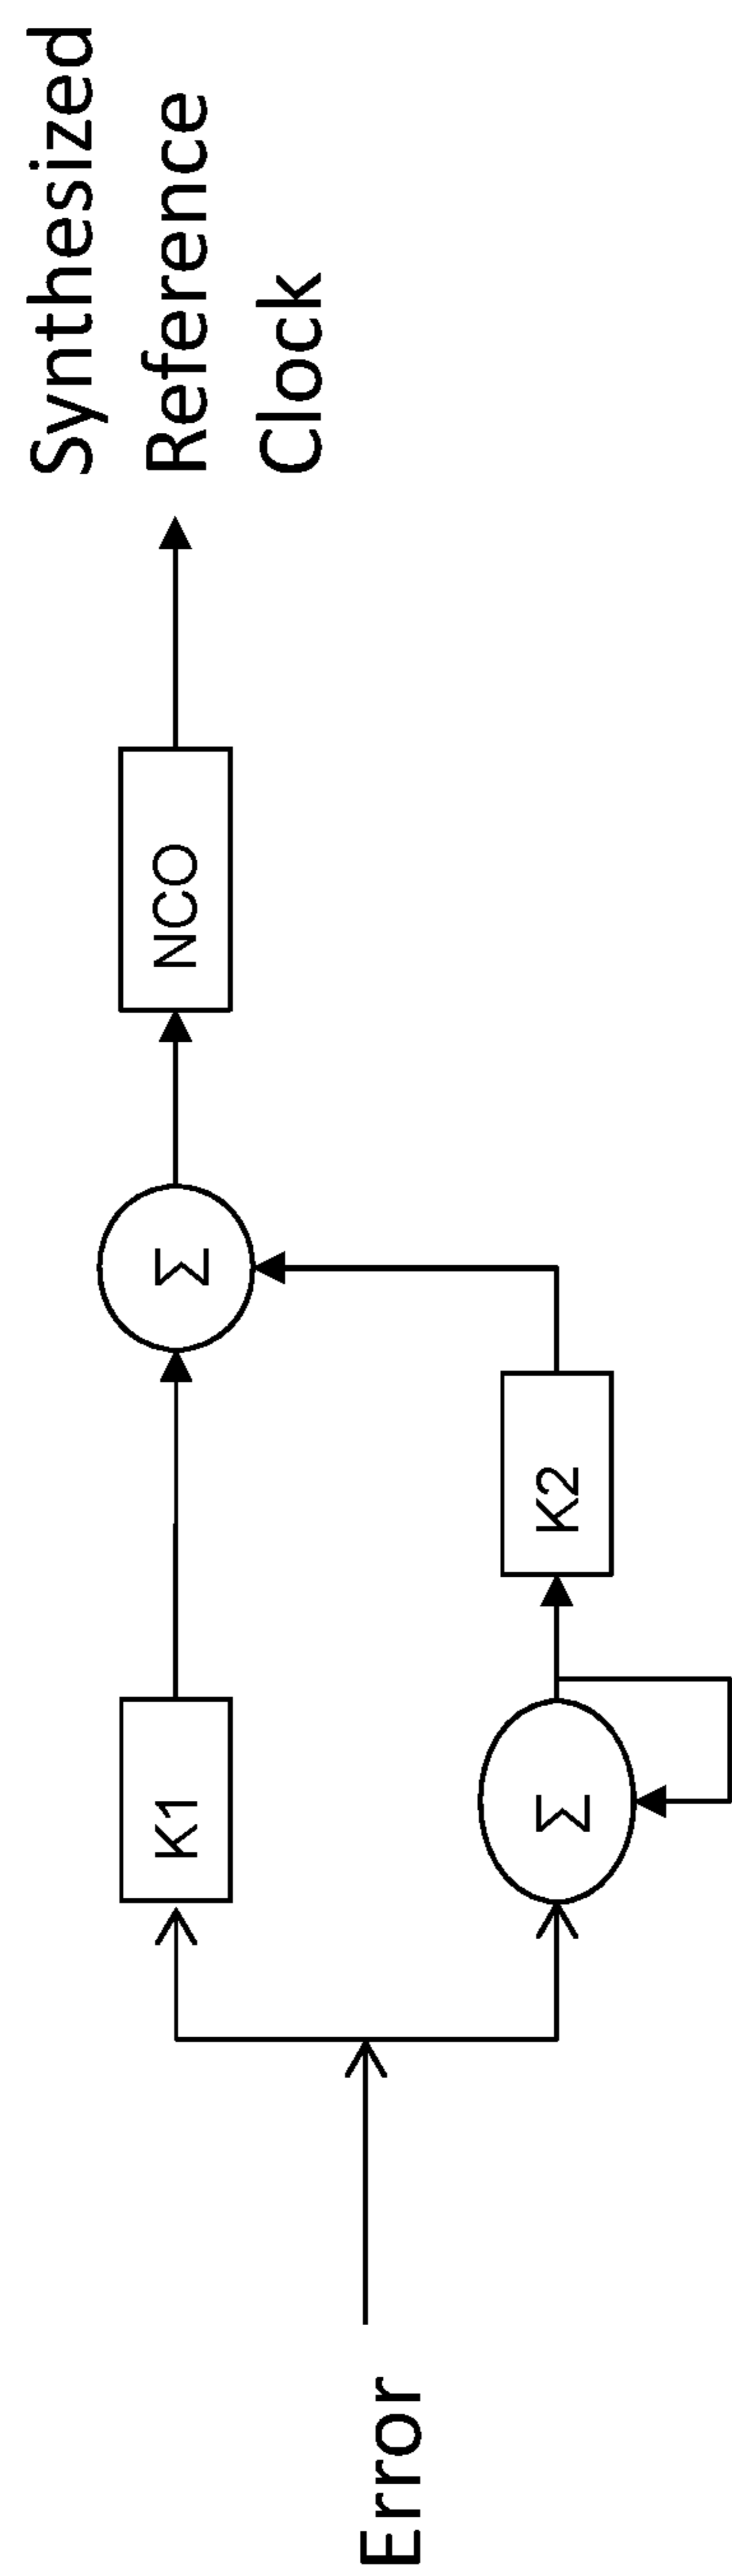 Error
K1
Σ
K2
Σ
NCO
Synthesized
Reference
Clock